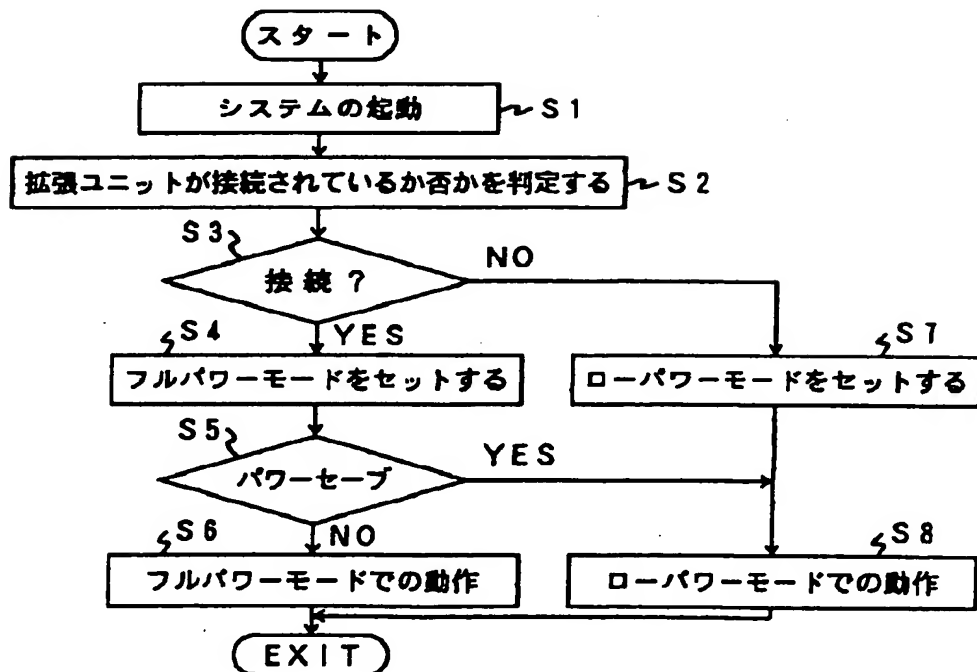 スタート
システムの起動
S1
拡張ユニットが接続されているか否かを判定する
S2
S3
接続?
NO
YES
S4
フルパワーモードをセットする
S7
ローパワーモードをセットする
S5
パワーセーブ
YES
NO
S6
フルパワーモードでの動作
S8
ローパワーモードでの動作
EXIT